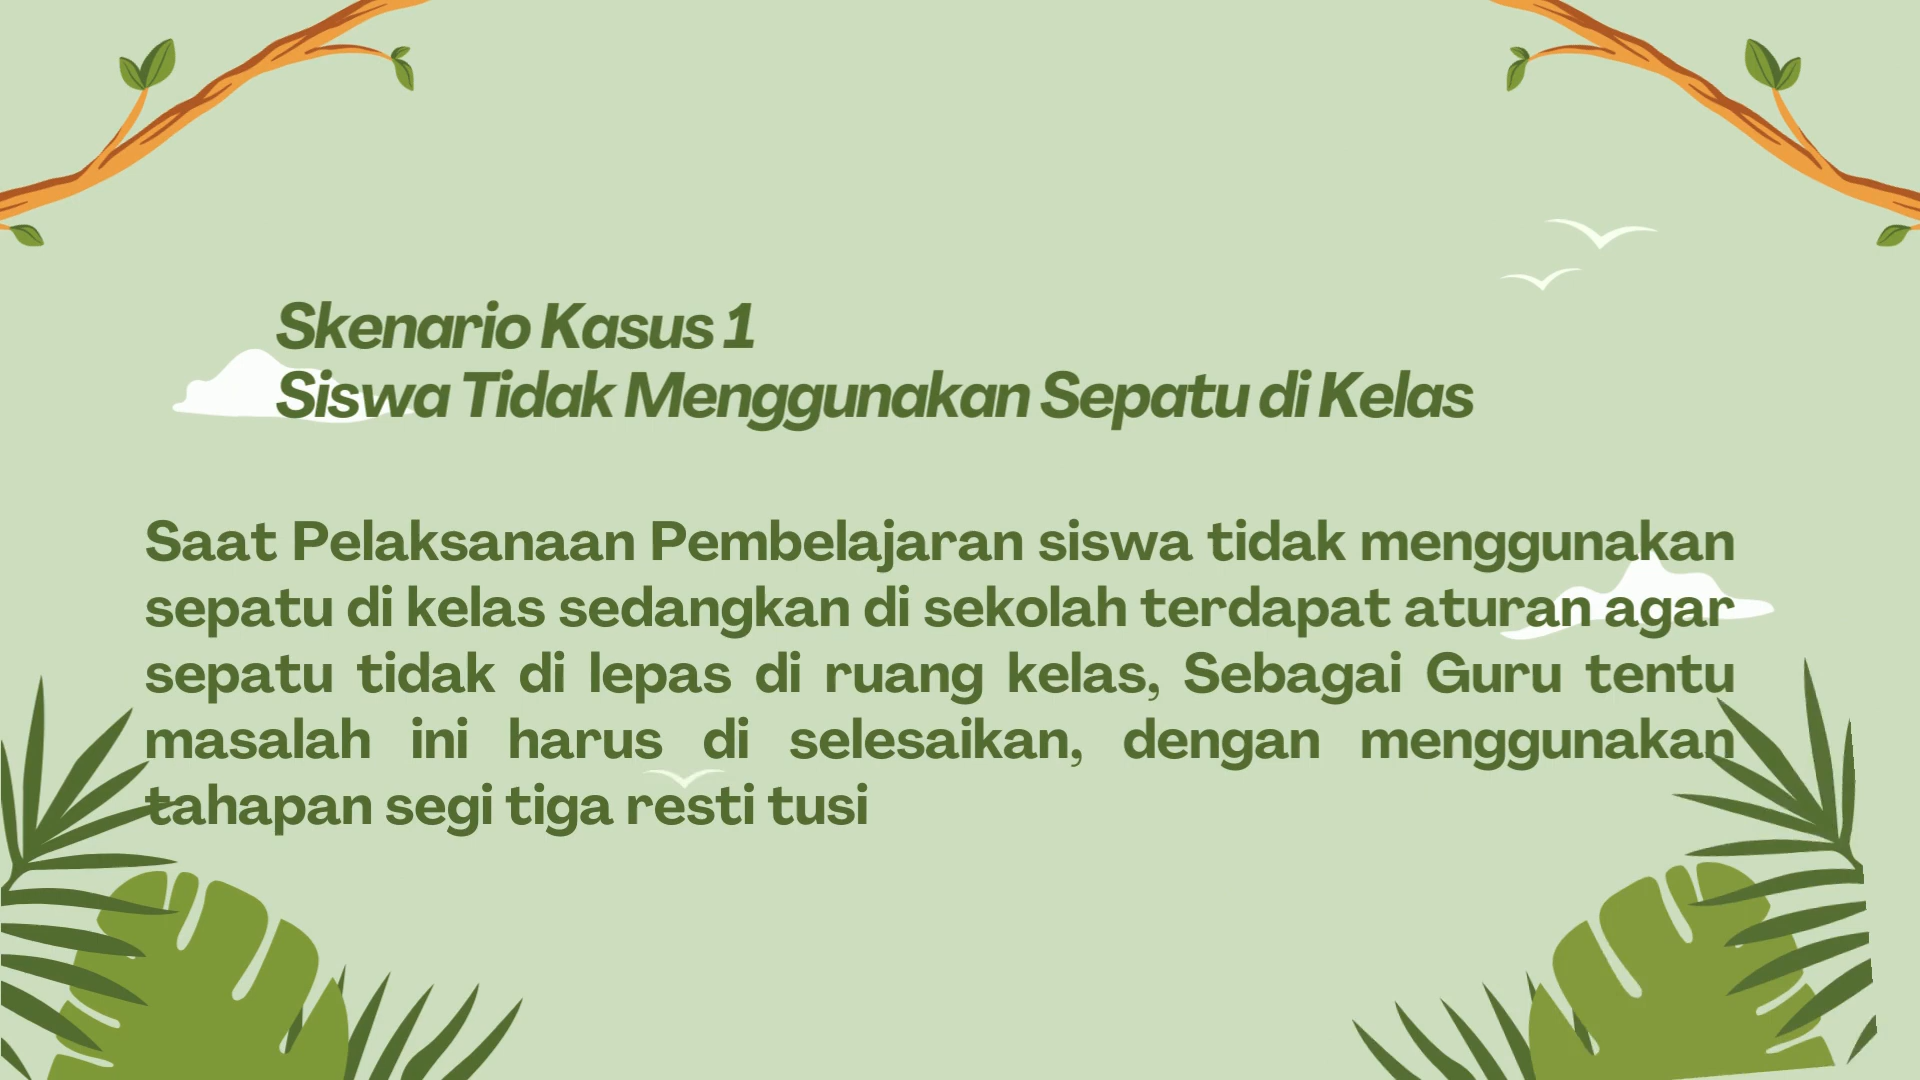 Skenario Kasus 1
Siswa Tidak Menggunakan Sepatu di Kelas
Saat Pelaksanaan Pembelajaran siswa tidak menggunakan
sepatu di kelas sedangkan di sekolah terdapat aturan agar
sepatu tidak di lepas di ruang kelas, Sebagai Guru tentu
masalah ini harus di selesaikan, dengan menggunakan
tahapan segi tiga resti tusi